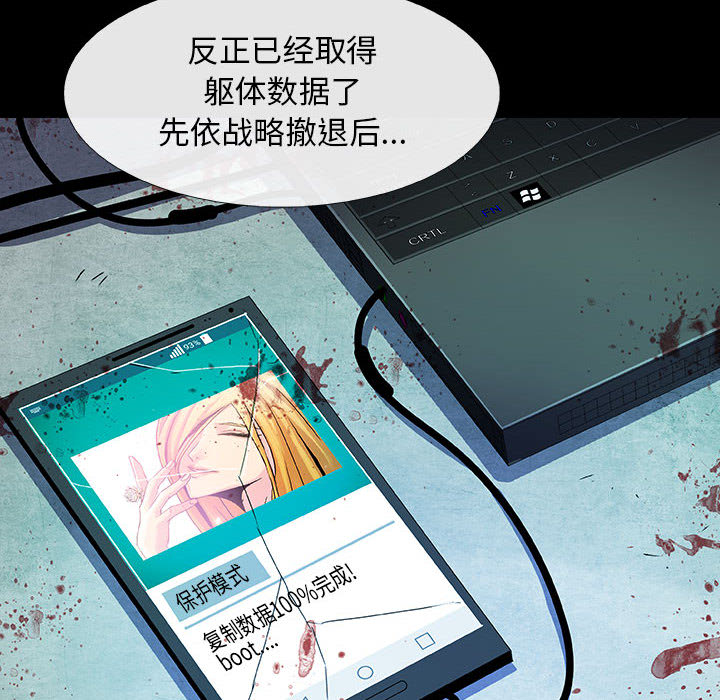 反正已经取得
躯体数据了
先依战略撤退后...
A
S
D
Z
Z
X
C
V
FN
CRTL
93%
保护模式
复制数据100%完成!
boot....